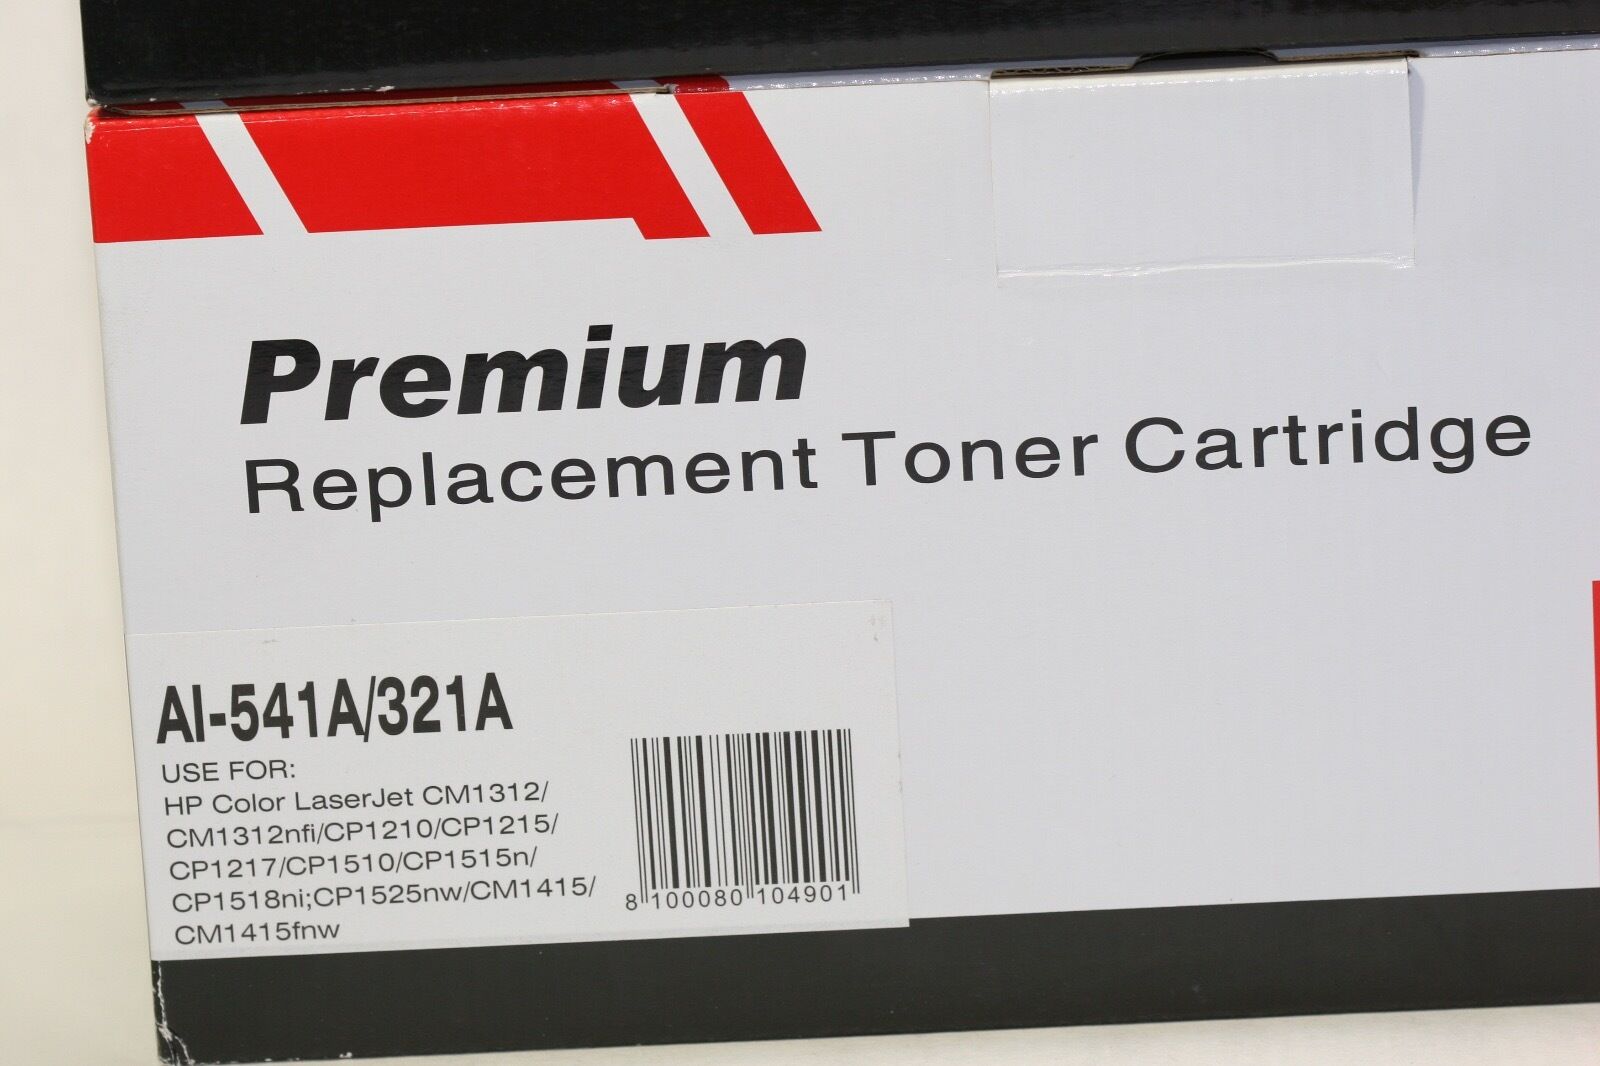 Premium
Replacement Toner Cartridge
AI-541A/321A
USE FOR:
HP Color LaserJet CM1312/
CM1312nfi/CP1210/CP1215/
CP1217/CP1510/CP1515n/
CP1518ni;CP1525nw/CM1415/
CM1415fnw
8 100080 104901